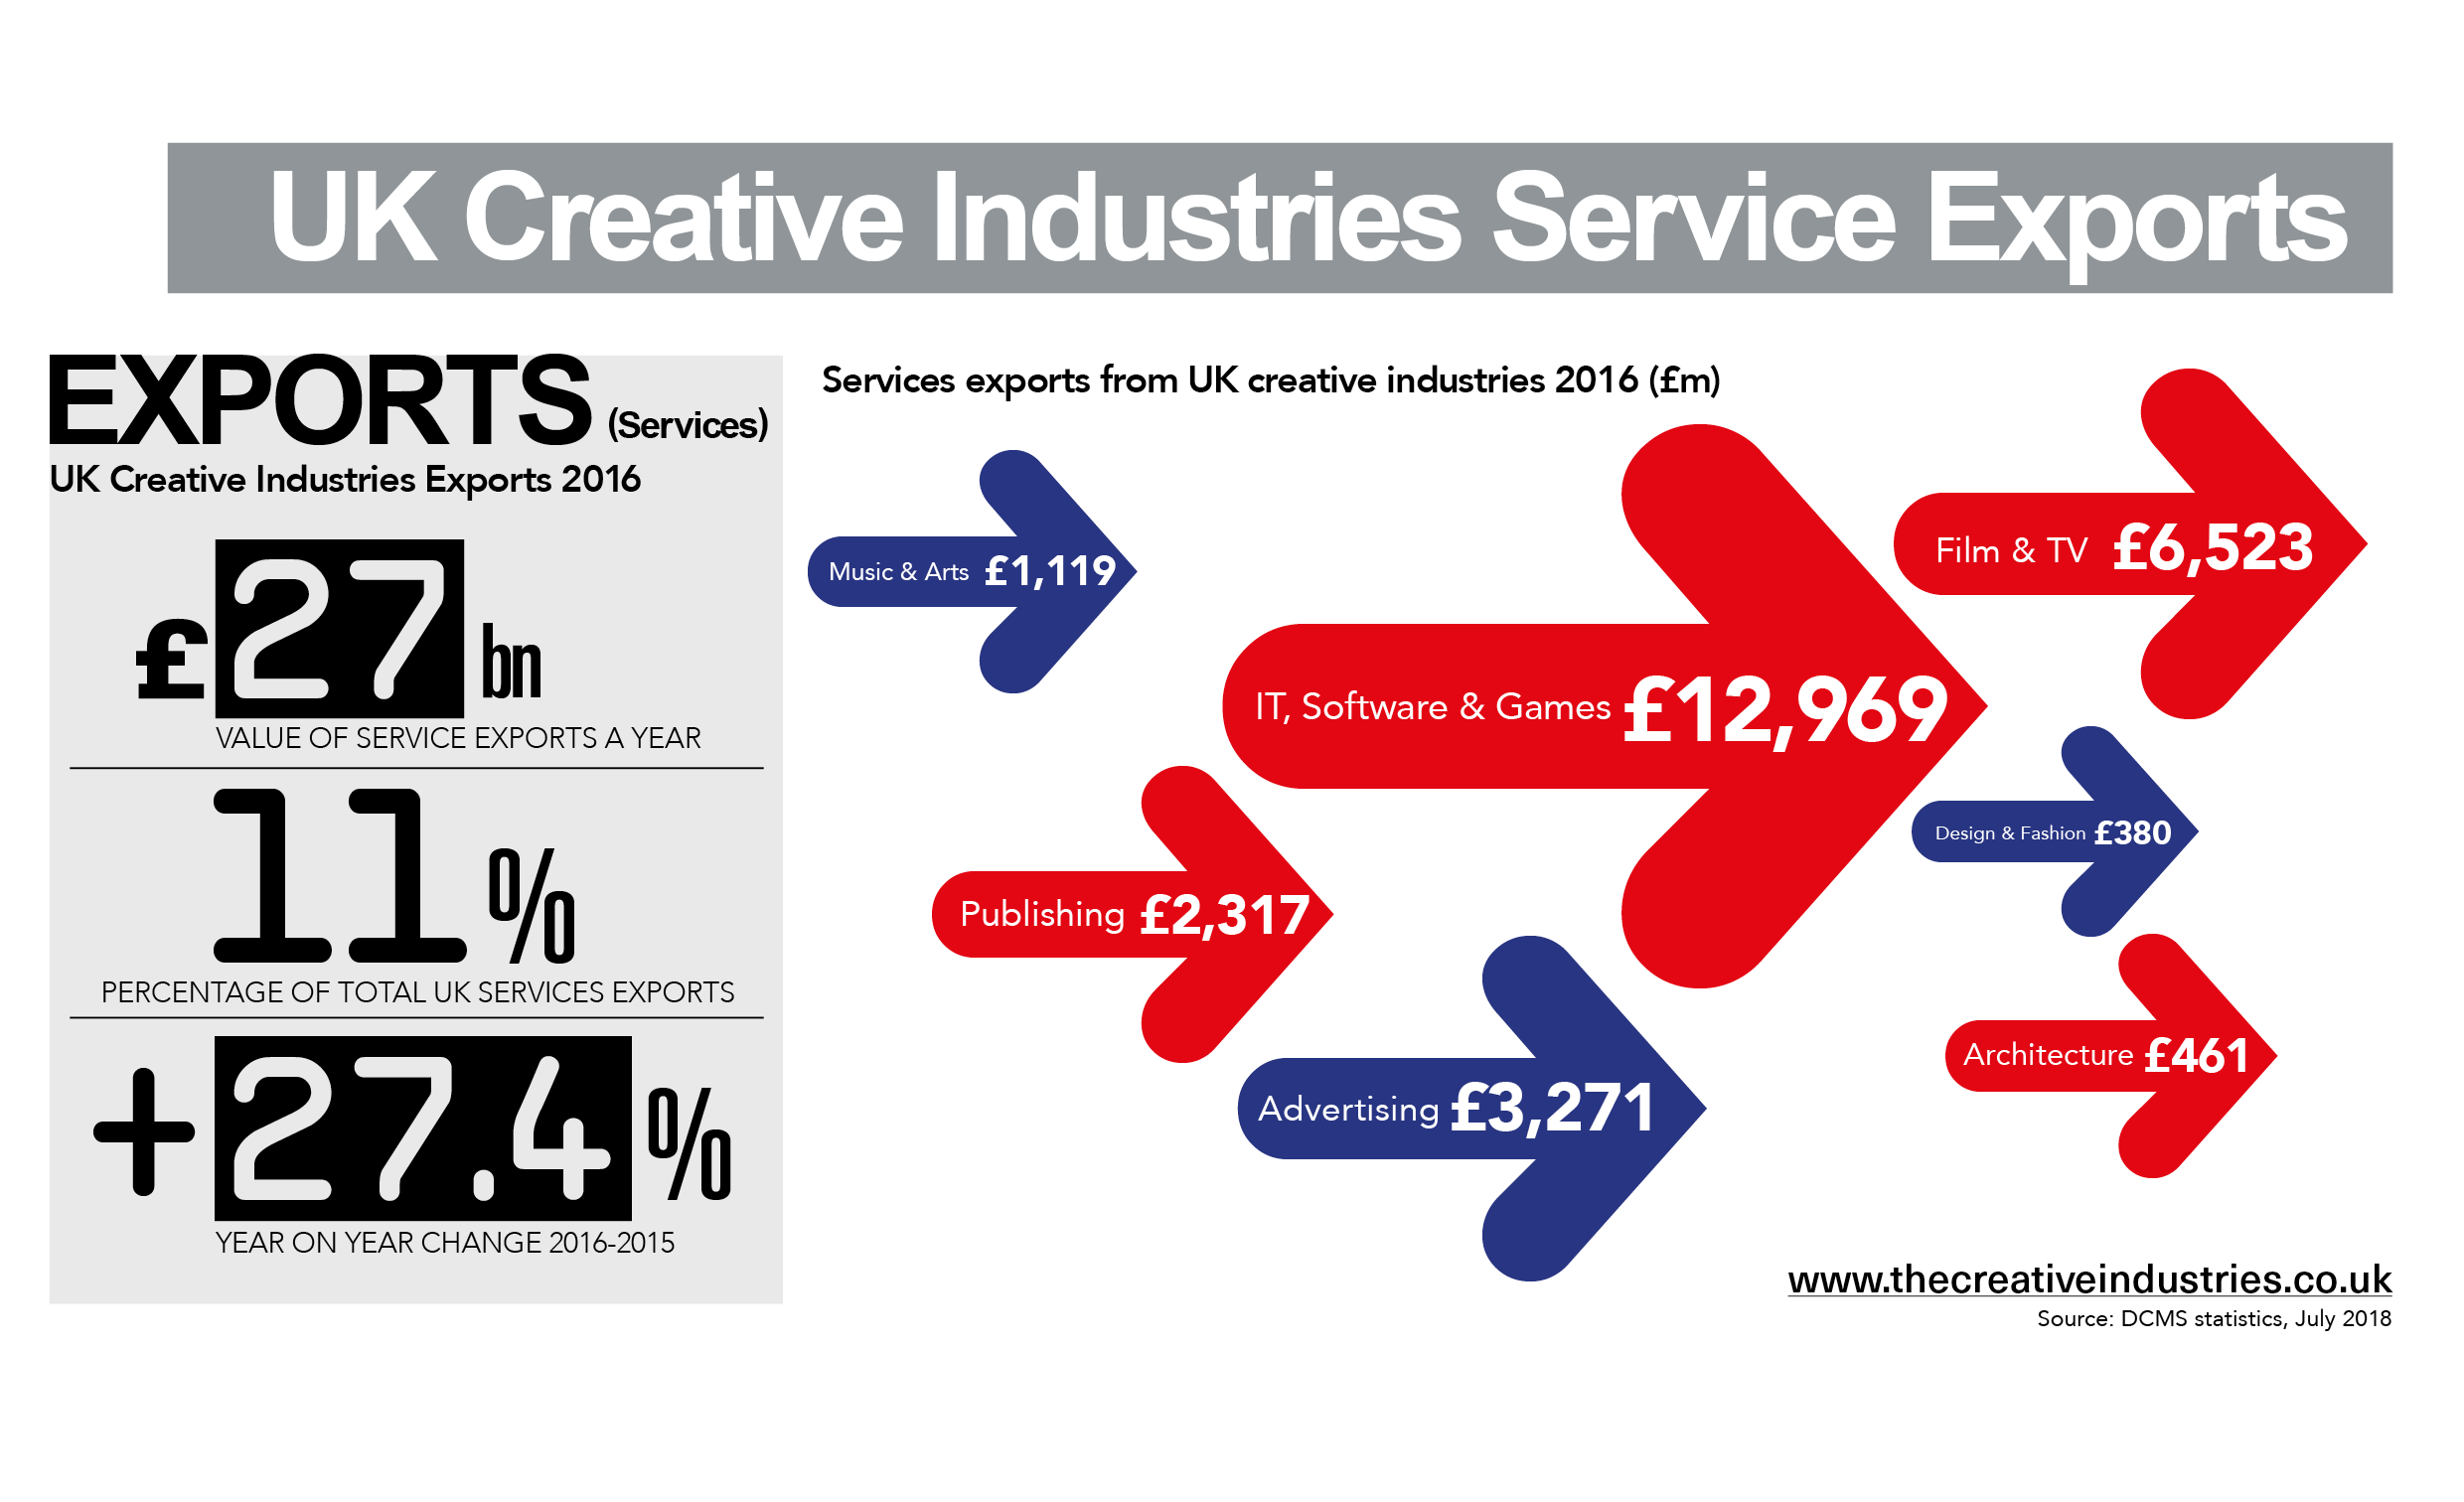 UK Creative Industries Service Exports
EXPORTS (Services)
UK Creative Industries Exports 2016
£27bn
VALUE OF SERVICE EXPORTS A YEAR
11%
PERCENTAGE OF TOTAL UK SERVICES EXPORTS
+27.4%
YEAR ON YEAR CHANGE 2016-2015
Services exports from UK creative industries 2016 (£m)
Music & Arts £1,119
Film & TV £6,523
IT, Software & Games £12,969
Design & Fashion £380
Publishing £2,317
Architecture £461
Advertising £3,271
www.thecreativeindustries.co.uk
Source: DCMS statistics, July 2018